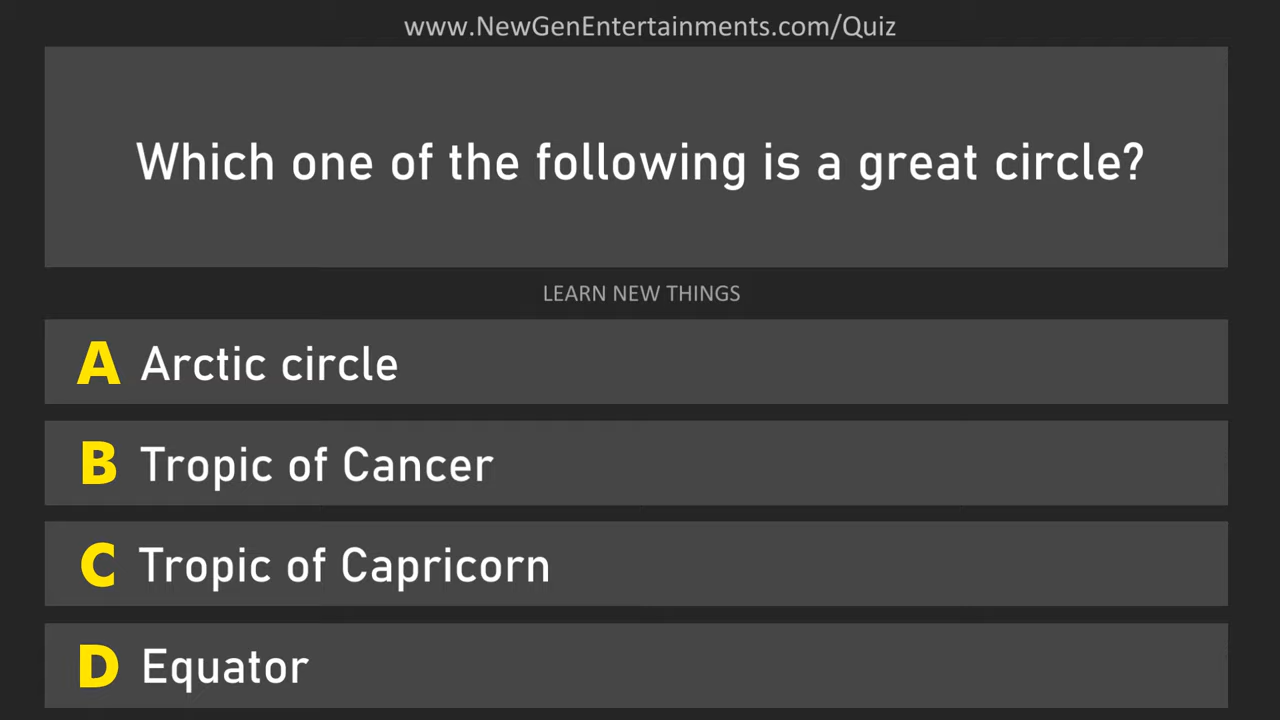 www.NewGenEntertainments.com/Quiz
Which one of the following is a great circle?
LEARN NEW THINGS
A Arctic circle
B Tropic of Cancer
C Tropic of Capricorn
D Equator